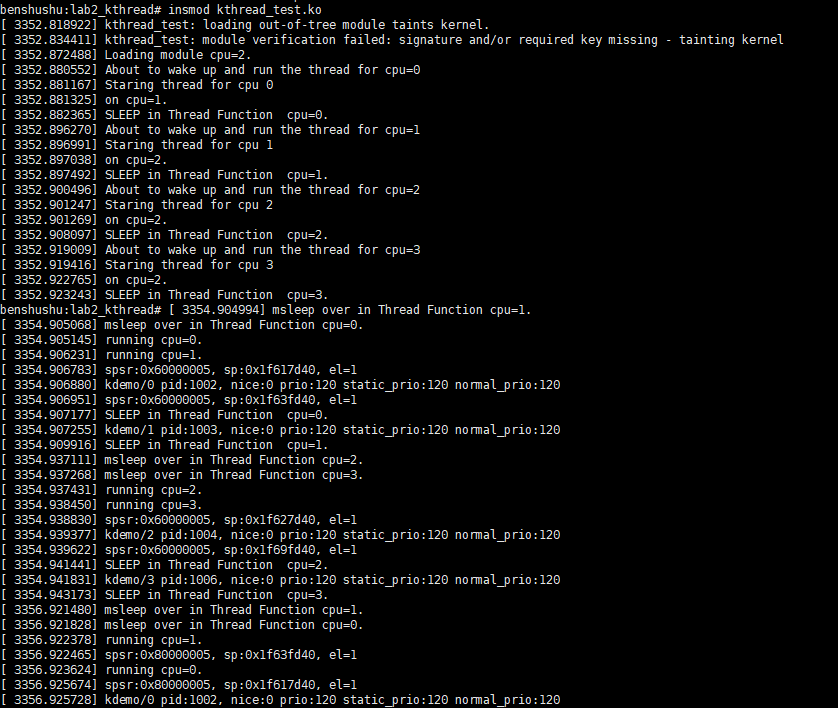 benshushu:lab2_kthread# insmod kthread_test.ko
[ 3352.818922] kthread_test: loading out-of-tree module taints kernel.
[ 3352.834411] kthread_test: module verification failed: signature and/or required key missing - tainting kernel
[ 3352.872488] Loading module cpu=2.
[ 3352.880552] About to wake up and run the thread for cpu=0
[ 3352.881167] Staring thread for cpu 0
[ 3352.881325] on cpu=1.
[ 3352.882365] SLEEP in Thread Function  cpu=0.
[ 3352.896270] About to wake up and run the thread for cpu=1
[ 3352.896991] Staring thread for cpu 1
[ 3352.897038] on cpu=2.
[ 3352.897492] SLEEP in Thread Function  cpu=1.
[ 3352.900496] About to wake up and run the thread for cpu=2
[ 3352.901247] Staring thread for cpu 2
[ 3352.901269] on cpu=2.
[ 3352.908097] SLEEP in Thread Function  cpu=2.
[ 3352.919009] About to wake up and run the thread for cpu=3
[ 3352.919416] Staring thread for cpu 3
[ 3352.922765] on cpu=2.
[ 3352.923243] SLEEP in Thread Function  cpu=3.
benshushu:lab2_kthread# [ 3354.904994] msleep over in Thread Function cpu=1.
[ 3354.905068] msleep over in Thread Function cpu=0.
[ 3354.905145] running cpu=0.
[ 3354.906231] running cpu=1.
[ 3354.906783] spsr:0x60000005, sp:0x1f617d40, el=1
[ 3354.906880] kdemo/0 pid:1002, nice:0 prio:120 static_prio:120 normal_prio:120
[ 3354.906951] spsr:0x60000005, sp:0x1f63fd40, el=1
[ 3354.907177] SLEEP in Thread Function  cpu=0.
[ 3354.907255] kdemo/1 pid:1003, nice:0 prio:120 static_prio:120 normal_prio:120
[ 3354.909916] SLEEP in Thread Function  cpu=1.
[ 3354.937111] msleep over in Thread Function cpu=2.
[ 3354.937268] msleep over in Thread Function cpu=3.
[ 3354.937431] running cpu=2.
[ 3354.938450] running cpu=3.
[ 3354.938830] spsr:0x60000005, sp:0x1f627d40, el=1
[ 3354.939377] kdemo/2 pid:1004, nice:0 prio:120 static_prio:120 normal_prio:120
[ 3354.939622] spsr:0x60000005, sp:0x1f69fd40, el=1
[ 3354.941441] SLEEP in Thread Function  cpu=2.
[ 3354.941831] kdemo/3 pid:1006, nice:0 prio:120 static_prio:120 normal_prio:120
[ 3354.943173] SLEEP in Thread Function  cpu=3.
[ 3356.921480] msleep over in Thread Function cpu=1.
[ 3356.921828] msleep over in Thread Function cpu=0.
[ 3356.922378] running cpu=1.
[ 3356.922465] spsr:0x80000005, sp:0x1f63fd40, el=1
[ 3356.923624] running cpu=0.
[ 3356.925674] spsr:0x80000005, sp:0x1f617d40, el=1
[ 3356.925728] kdemo/0 pid:1002, nice:0 prio:120 static_prio:120 normal_prio:120